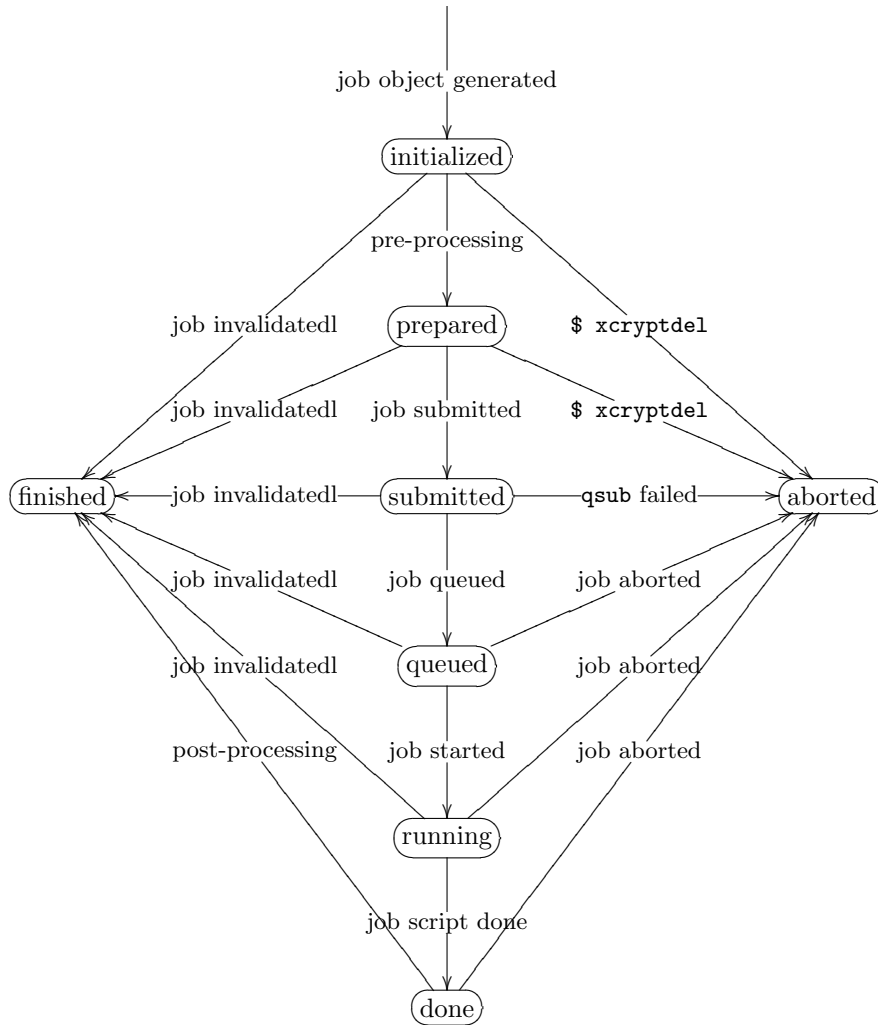 job object generated
initialized
pre-processing
job invalidatedl prepared $ xcryptdel
job invalidatedl job submitted $ xcryptdel
finished job invalidatedl submitted qsub failed aborted
job invalidatedl job queued job aborted
job invalidatedl queued job aborted
post-processing job started job aborted
running
job script done
done